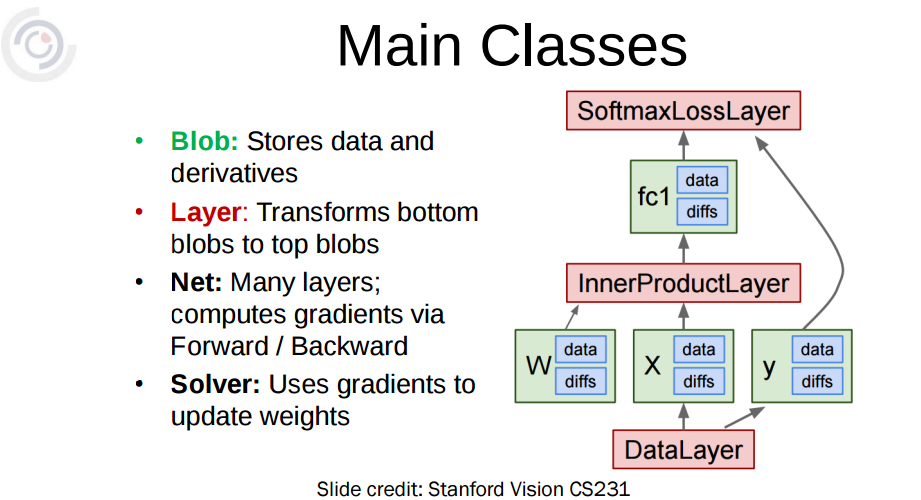 Main Classes
• Blob: Stores data and
derivatives
• Layer: Transforms bottom
blobs to top blobs
• Net: Many layers;
computes gradients via
Forward / Backward
• Solver: Uses gradients to
update weights
SoftmaxLossLayer
fc1
data
diffs
InnerProductLayer
W
data
diffs
X
data
diffs
y
data
diffs
DataLayer
Slide credit: Stanford Vision CS231